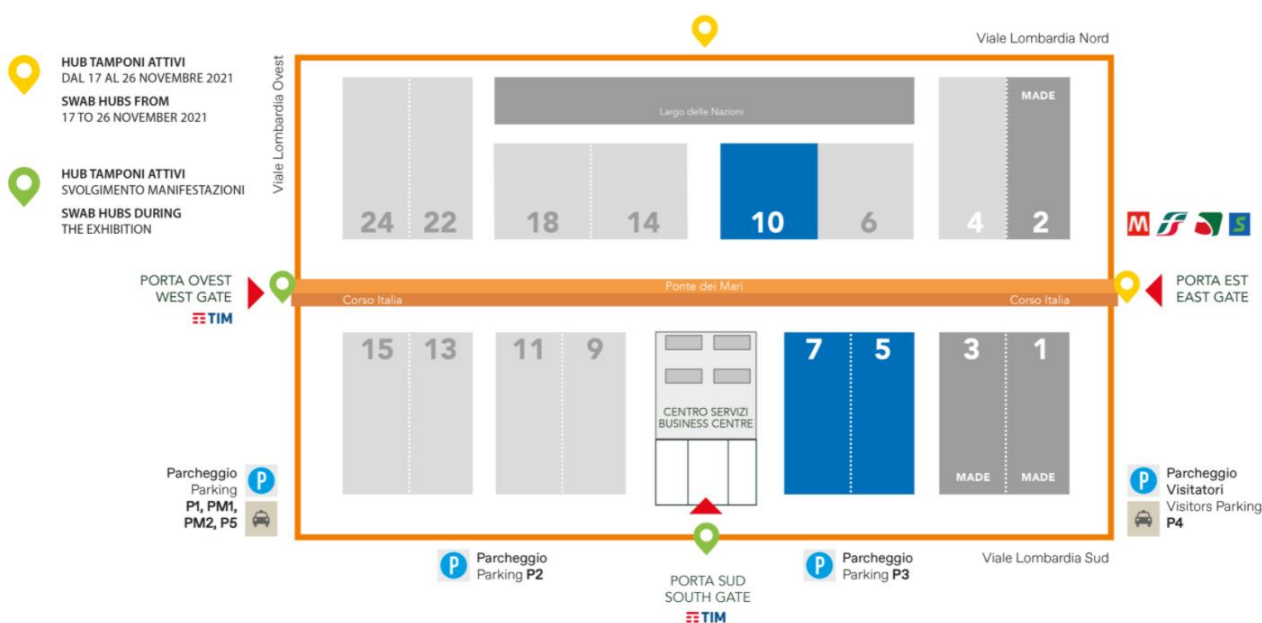 Viale Lombardia Nord
HUB TAMPONI ATTIVI
DAL 17 AL 26 NOVEMBRE 2021
SWAB HUBS FROM
17 TO 26 NOVEMBER 2021
HUB TAMPONI ATTIVI
SVOLGIMENTO MANIFESTAZIONI
SWAB HUBS DURING
THE EXHIBITION
Viale Lombardia Ovest
Largo delle Nazioni
MADE
24 22 18 14 10 6 4 2
M S
PORTA OVEST
WEST GATE
TIM
Ponte dei Mari
Corso Italia
Corso Italia
PORTA EST
EAST GATE
15 13 11 9 7 5 3 1
CENTRO SERVIZI
BUSINESS CENTRE
MADE MADE
P
Parcheggio
Parking
P1, PM1,
PM2, P5
P
Parcheggio
Visitatori
Visitors Parking
P4
P
Parcheggio
Parking P2
PORTA SUD
SOUTH GATE
TIM
P
Parcheggio
Parking P3
Viale Lombardia Sud